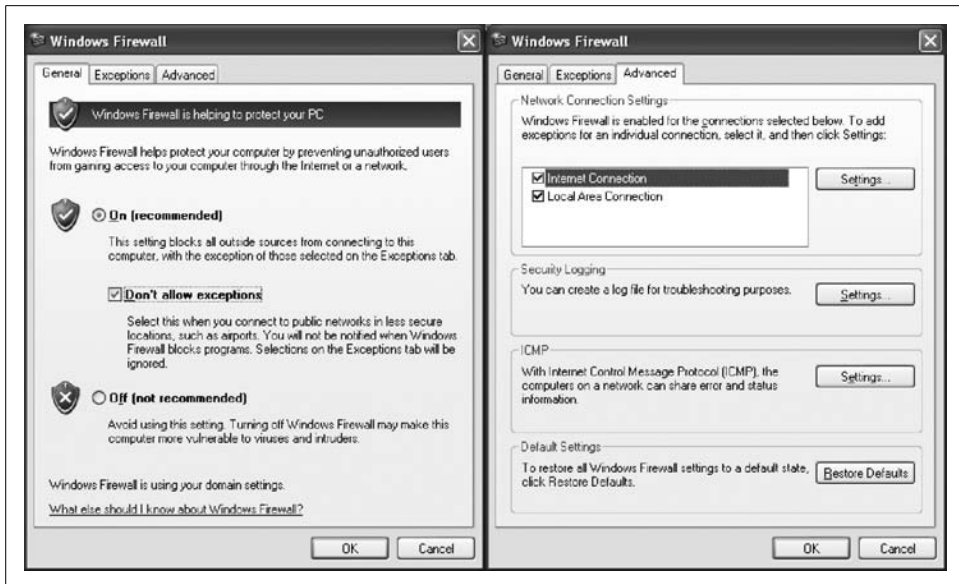 Windows Firewall
General Exceptions Advanced
Windows Firewall is helping to protect your PC
Windows Firewall helps protect your computer by preventing unauthorized users
from gaining access to your computer through the Internet or a network.
On (recommended)
This setting blocks all outside sources from connecting to this
computer, with the exception of those selected on the Exceptions tab.
Don't allow exceptions
Select this when you connect to public networks in less secure
locations, such as airports. You will not be notified when Windows
Firewall blocks programs. Selections on the Exceptions tab will be
ignored.
Off (not recommended)
Avoid using this setting. Turning off Windows Firewall may make this
computer more vulnerable to viruses and intruders.
Windows Firewall is using your domain settings.
What else should I know about Windows Firewall?
OK Cancel
Windows Firewall
General Exceptions Advanced
Network Connection Settings
Windows Firewall is enabled for the connections selected
below. To add
exceptions for an individual connection, select it, and then click Settings:
Internet Connection
Local Area Connection
Settings...
Security Logging
You can create a log file for troubleshooting purposes.
Settings...
ICMP
With Internet Control Message Protocol (ICMP), the
computers on a network can share error and status
information.
Settings...
Default Settings
To restore all Windows Firewall settings to a default state,
click Restore Defaults.
Restore Defaults
OK Cancel